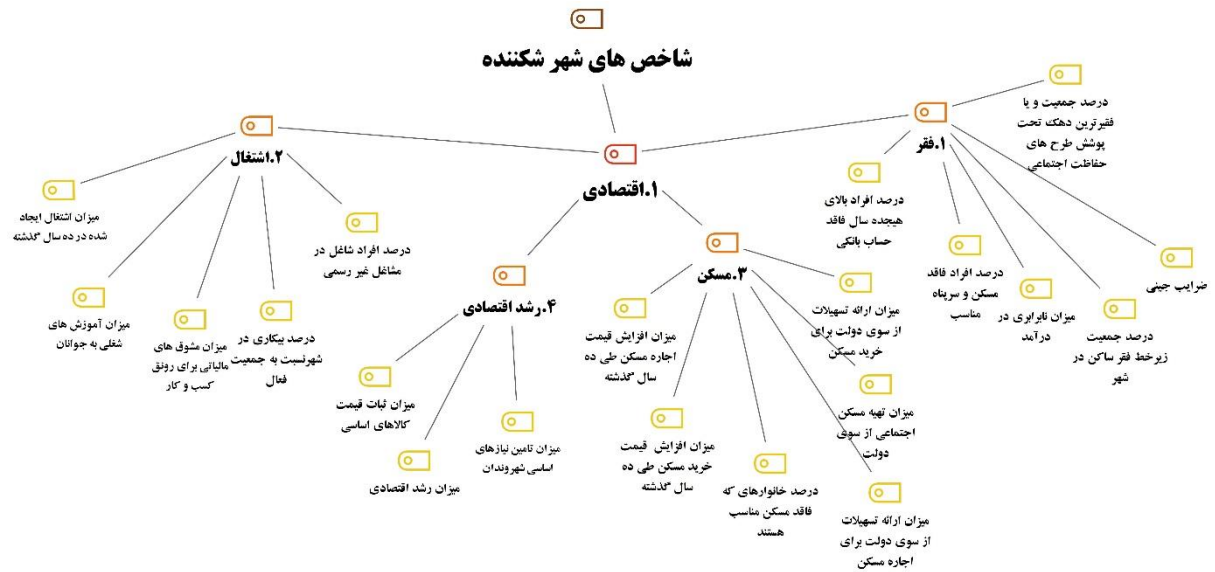 شاخص های شهر شکننده
۱.اقتصادی
۱.فقر
درصد جمعیت و یا
فقیرترین دهک تحت
پوشش طرح های
حفاظت اجتماعی
درصد افراد بالای
هیجده سال فاقد
حساب بانکی
درصد افراد فاقد
مسکن و سرپناه
مناسب
میزان نابرابری در
درآمد
درصد جمعیت
زیرخط فقر ساکن در
شهر
ضرایب جینی
۲.اشتغال
میزان اشتغال ایجاد
شده در ده سال گذشته
میزان آموزش های
شغلی به جوانان
میزان مشوق های
مالیاتی برای رونق
کسب و کار
درصد بیکاری در
شهرنسبت به جمعیت
فعال
درصد افراد شاغل در
مشاغل غیر رسمی
۳.مسکن
میزان ارائه تسهیلات
از سوی دولت برای
خرید مسکن
میزان تهیه مسکن
اجتماعی از سوی
دولت
میزان ارائه تسهیلات
از سوی دولت برای
اجاره مسکن
درصد خانوارهای که
فاقد مسکن مناسب
هستند
میزان افزایش قیمت
خرید مسکن طی ده
سال گذشته
میزان افزایش قیمت
اجاره مسکن طی ده
سال گذشته
۴.رشد اقتصادی
میزان ثبات قیمت
کالاهای اساسی
میزان رشد اقتصادی
میزان تامین نیازهای
اساسی شهروندان